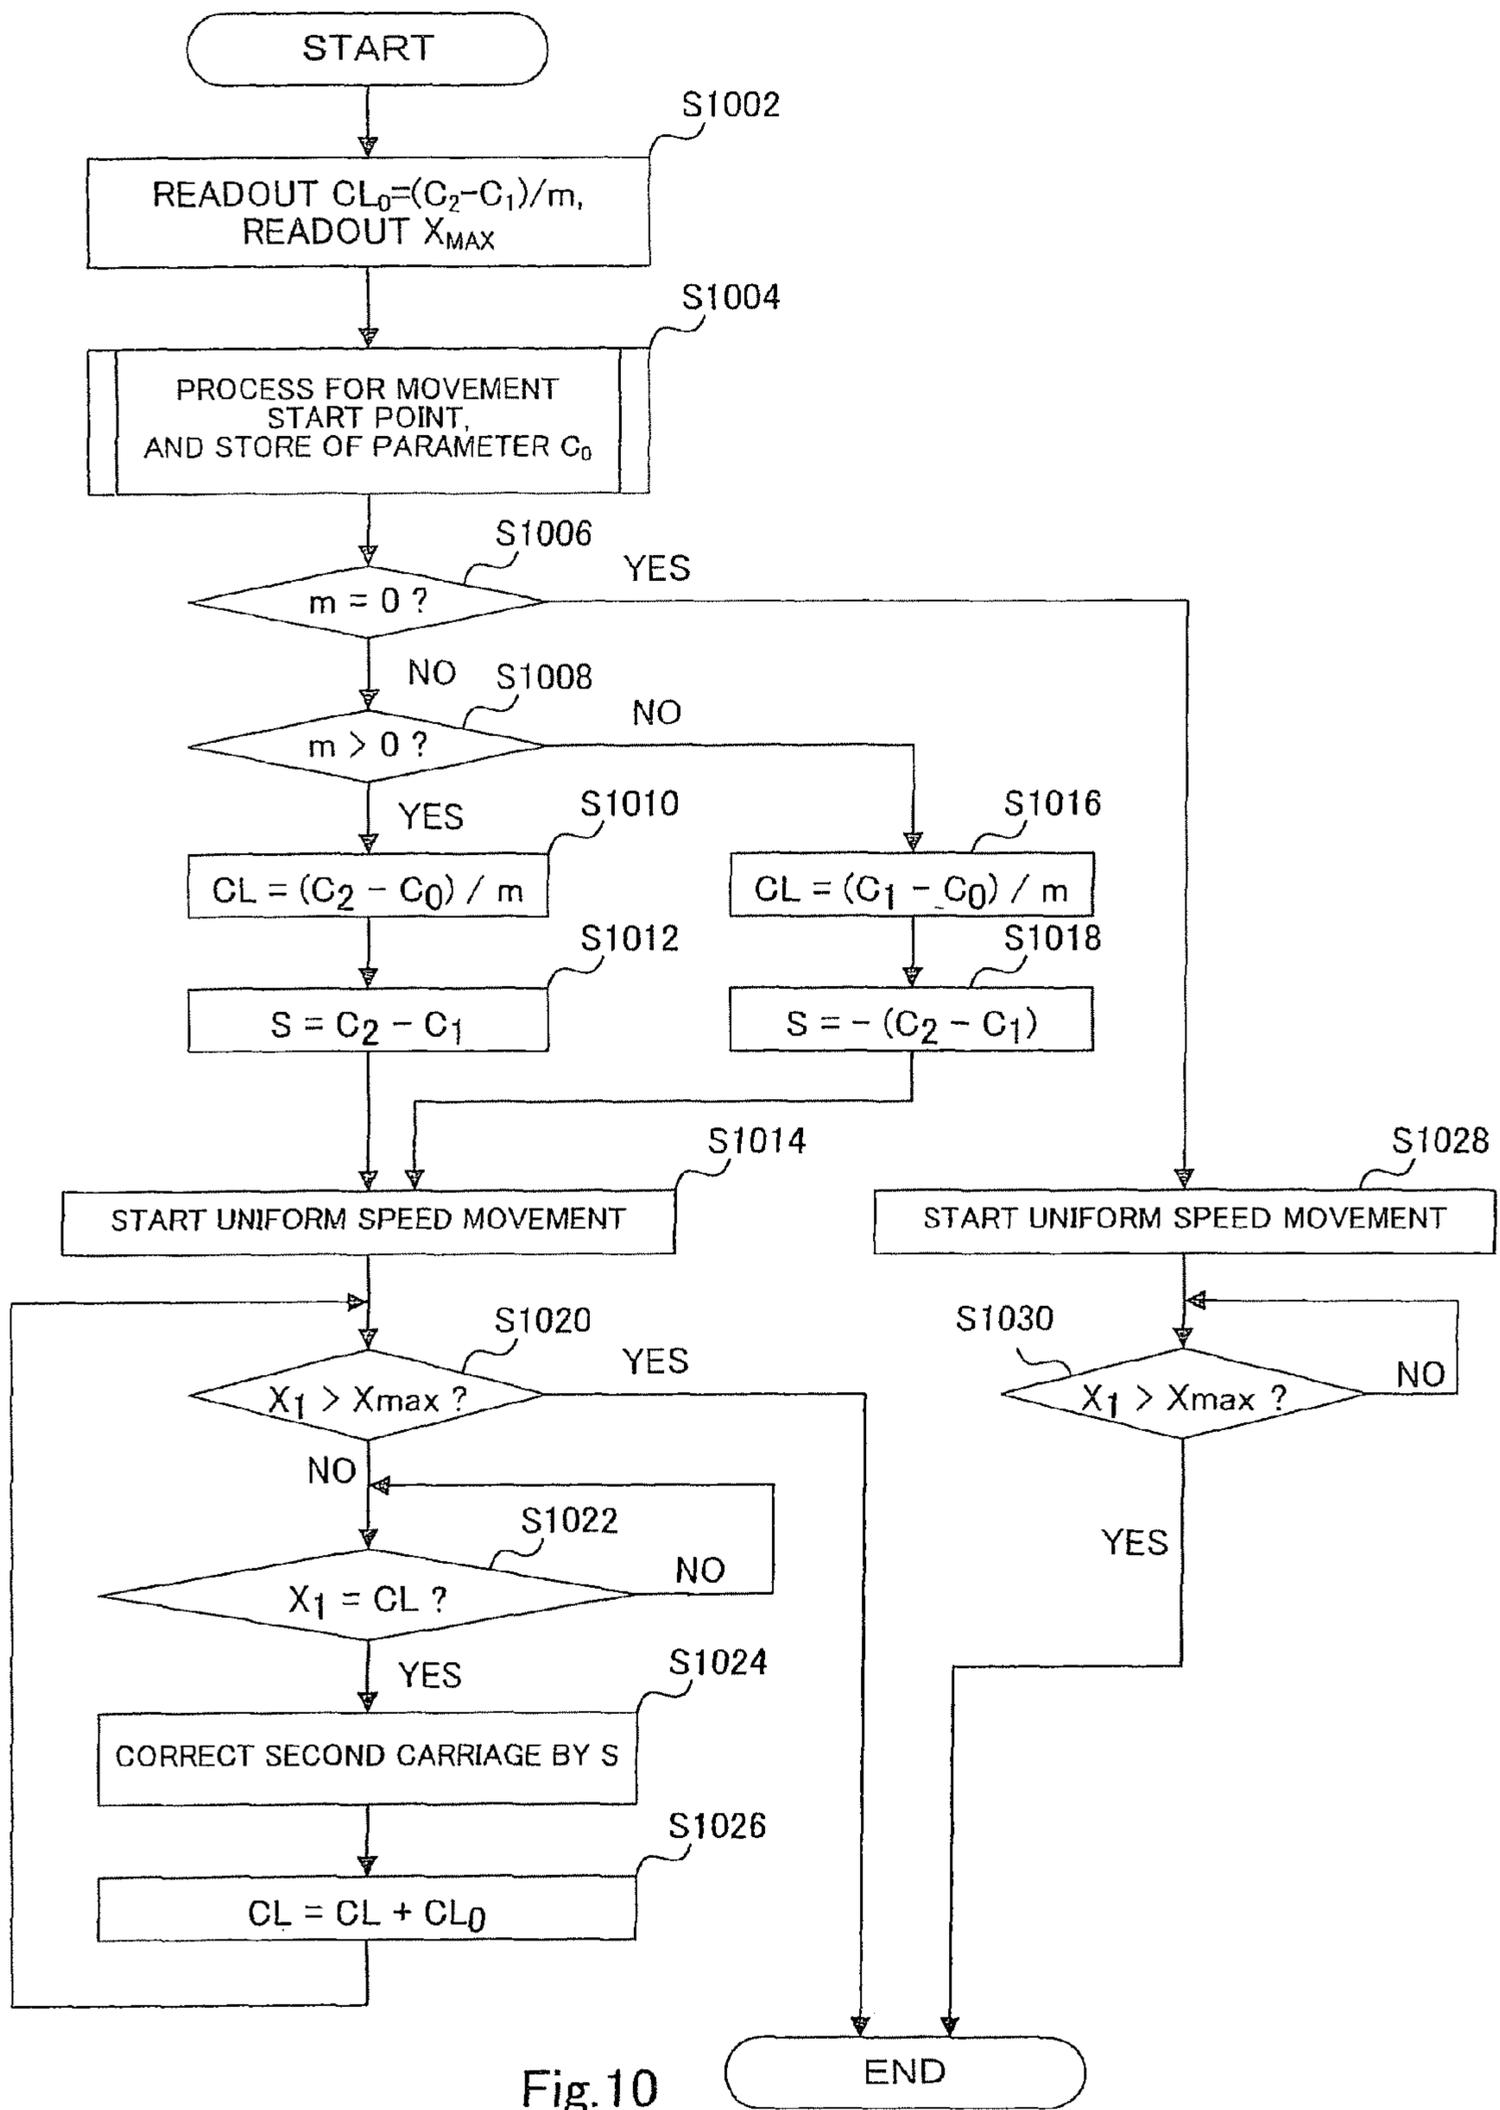 START
S1002
READOUT CL₀=(C₂-C₁)/m,
READOUT X_MAX
S1004
PROCESS FOR MOVEMENT
START POINT,
AND STORE OF PARAMETER C₀
S1006
m = 0 ?
YES
NO
S1008
m > 0 ?
NO
YES
S1010
CL = (C₂ - C₀) / m
S1016
CL = (C₁ - C₀) / m
S1012
S = C₂ - C₁
S1018
S = - (C₂ - C₁)
S1014
START UNIFORM SPEED MOVEMENT
S1028
START UNIFORM SPEED MOVEMENT
S1020
X₁ > Xmax ?
YES
NO
S1030
X₁ > Xmax ?
NO
YES
S1022
X₁ = CL ?
NO
YES
S1024
CORRECT SECOND CARRIAGE BY S
S1026
CL = CL + CL₀
END
Fig.10